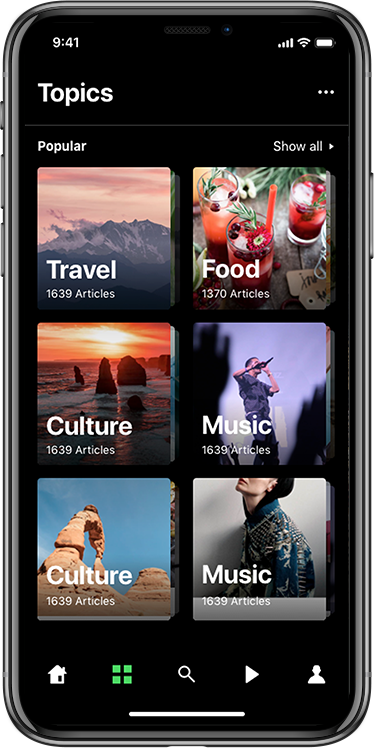 9:41
Topics
Popular
Show all
Travel
1639 Articles
Food
1370 Articles
Culture
1639 Articles
Music
1639 Articles
Culture
1639 Articles
Music
1639 Articles